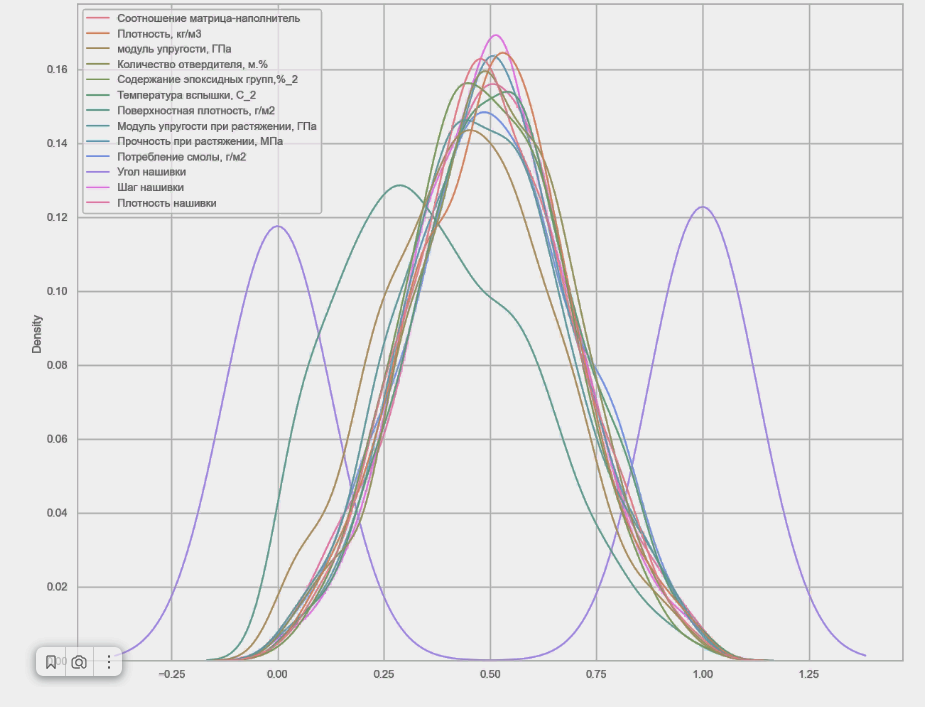 Соотношение матрица-наполнитель
Плотность, кг/м3
модуль упругости, ГПа
Количество отвердителя, м.%
Содержание эпоксидных групп,%_2
Температура вспышки, С_2
Поверхностная плотность, г/м2
Модуль упругости при растяжении, ГПа
Прочность при растяжении, МПа
Потребление смолы, г/м2
Угол нашивки
Шаг нашивки
Плотность нашивки
0.16
0.14
0.12
0.10
0.08
0.06
0.04
0.02
Density
−0.25
0.00
0.25
0.50
0.75
1.00
1.25